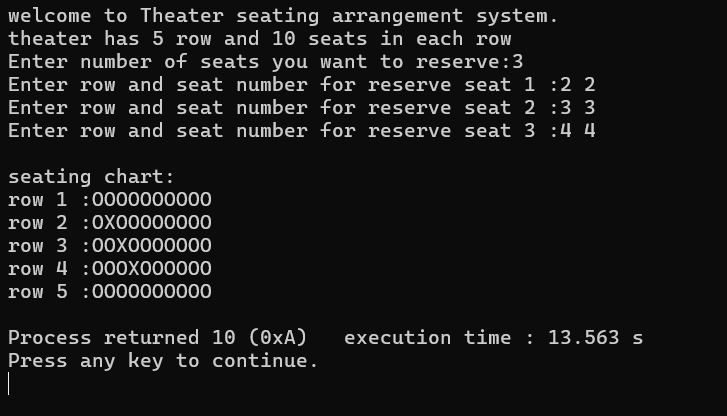 welcome to Theater seating arrangement system.
theater has 5 row and 10 seats in each row
Enter number of seats you want to reserve:3
Enter row and seat number for reserve seat 1 :2 2
Enter row and seat number for reserve seat 2 :3 3
Enter row and seat number for reserve seat 3 :4 4
seating chart:
row 1 :OOOOOOOOOO
row 2 :OXOOOOOOOO
row 3 :OOXOOOOOOO
row 4 :OOOXOOOOOO
row 5 :OOOOOOOOOO
Process returned 10 (0xA)   execution time : 13.563 s
Press any key to continue.